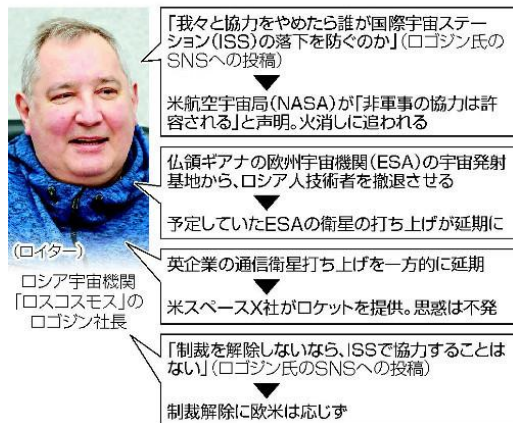 「我々と協力をやめたら誰が国際宇宙ステー
ション(ISS)の落下を防ぐのか」(ロゴジン氏の
SNSへの投稿)
米航空宇宙局(NASA)が「非軍事の協力は許
容される」と声明。火消しに追われる
仏領ギアナの欧州宇宙機関(ESA)の宇宙発射
基地から、ロシア人技術者を撤退させる
予定していたESAの衛星の打ち上げが延期に
(ロイター)
ロシア宇宙機関
「ロスコスモス」の
ロゴジン社長
英企業の通信衛星打ち上げを一方的に延期
米スペースX社がロケットを提供。思惑は不発
「制裁を解除しないなら、ISSで協力することは
ない」(ロゴジン氏のSNSへの投稿)
制裁解除に欧米は応じず